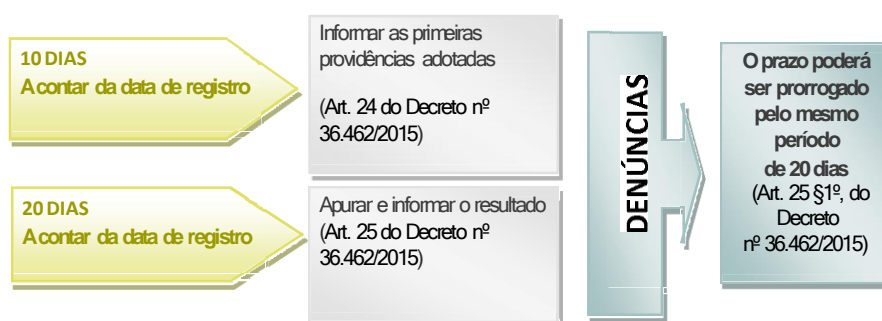 10 DIAS
A contar da data de registro
Informar as primeiras
providências adotadas
(Art. 24 do Decreto nº
36.462/2015)
20 DIAS
A contar da data de registro
Apurar e informar o resultado
(Art. 25 do Decreto nº
36.462/2015)
DENÚNCIAS
O prazo poderá
ser prorrogado
pelo mesmo
período
de 20 dias
(Art. 25 §1º, do
Decreto
nº 36.462/2015)